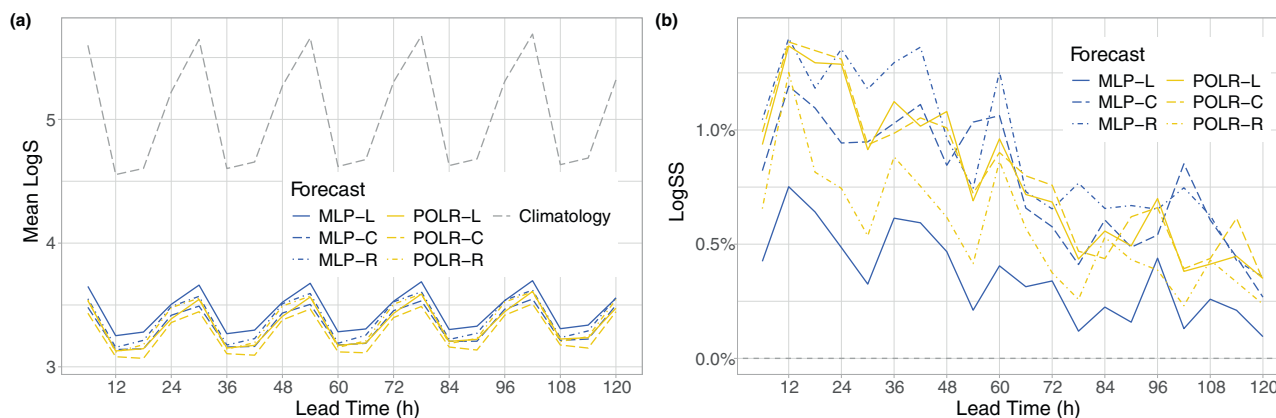 (a)
Mean LogS
5
4
3
Forecast
MLP−L POLR−L Climatology
MLP−C POLR−C
MLP−R POLR−R
12 24 36 48 60 72 84 96 108 120
Lead Time (h)
(b)
LogSS
1.0%
0.5%
0.0%
Forecast
MLP−L POLR−L
MLP−C POLR−C
MLP−R POLR−R
12 24 36 48 60 72 84 96 108 120
Lead Time (h)